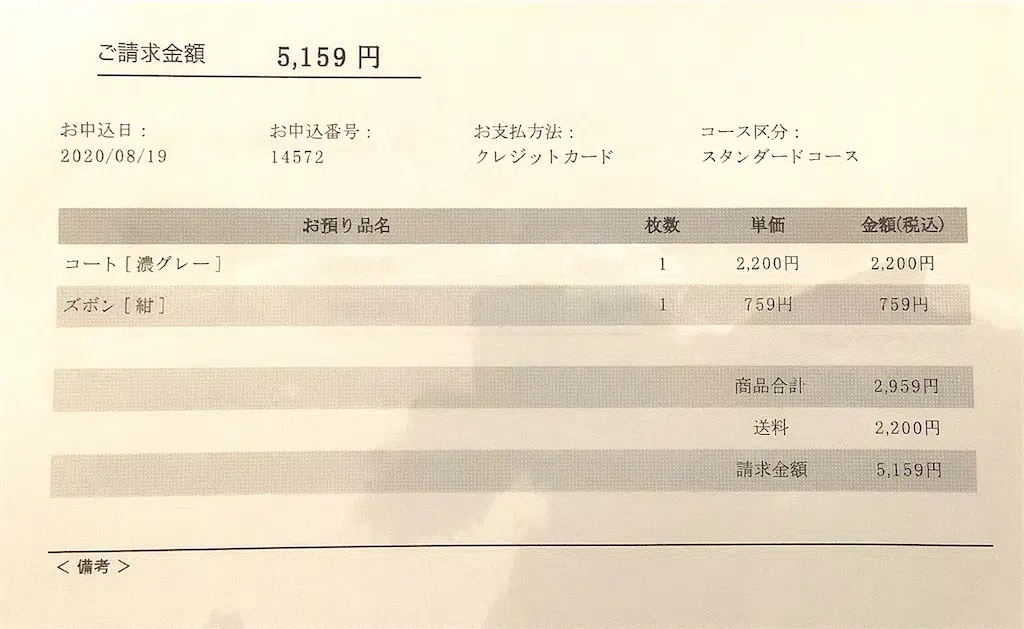 ご請求金額 5,159 円
お申込日： お申込番号： お支払方法： コース区分：
2020/08/19 14572 クレジットカード スタンダードコース
お預り品名 枚数 単価 金額(税込)
コート [ 濃グレー ] 1 2,200円 2,200円
ズボン [ 紺 ] 1 759円 759円
商品合計 2,959円
送料 2,200円
請求金額 5,159円
＜ 備考 ＞